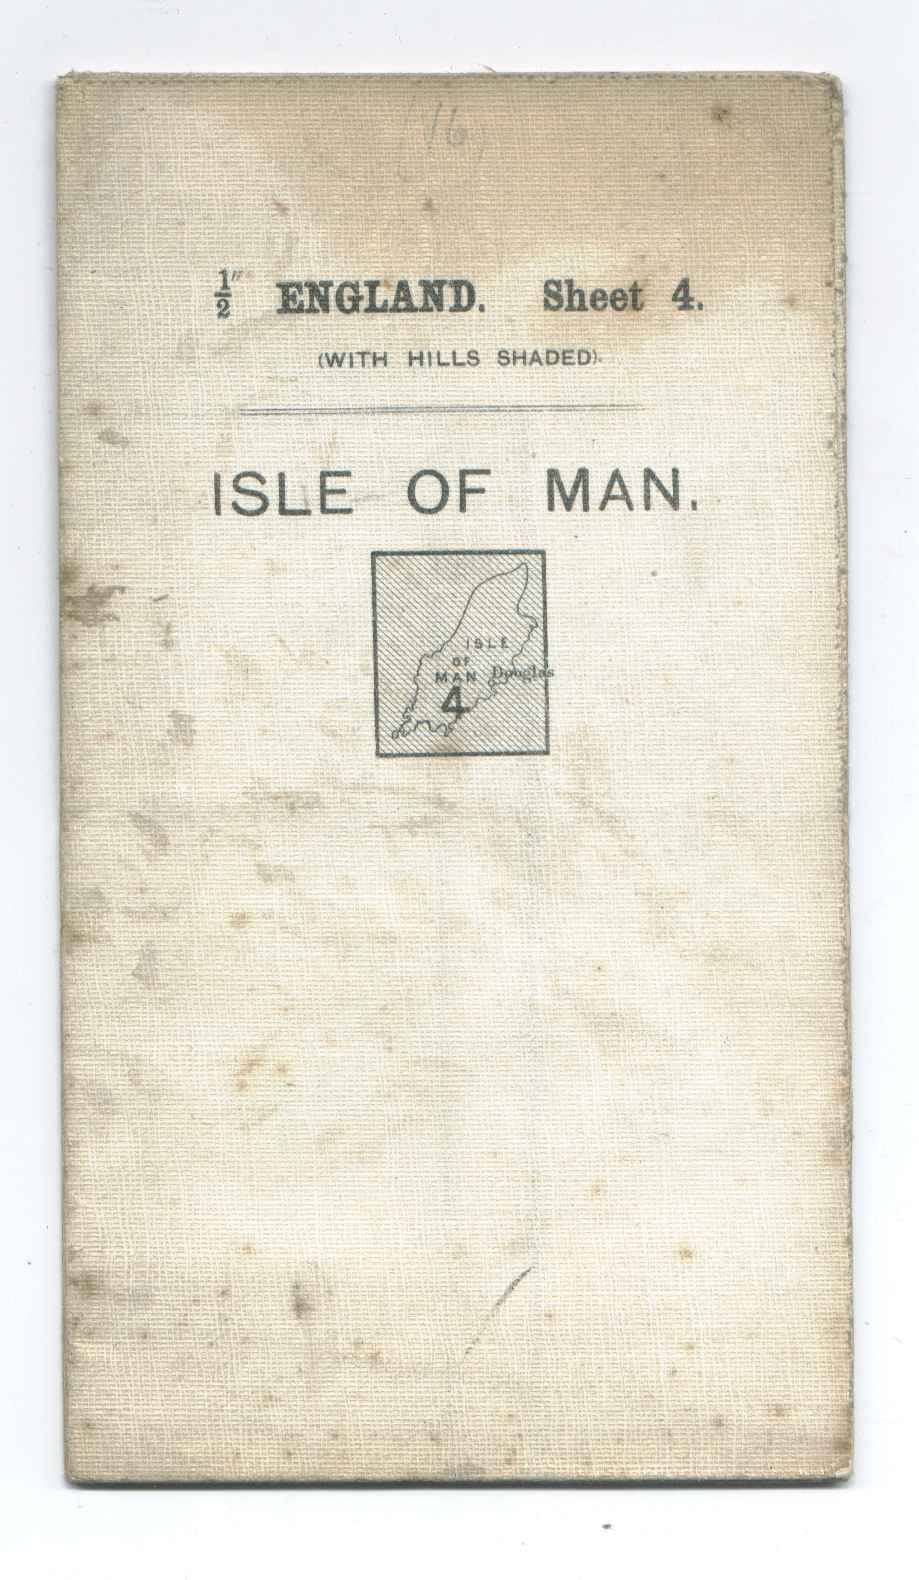 (16)
½" ENGLAND. Sheet 4.
(WITH HILLS SHADED).
ISLE OF MAN.
ISLE
OF
MAN
Douglas
4